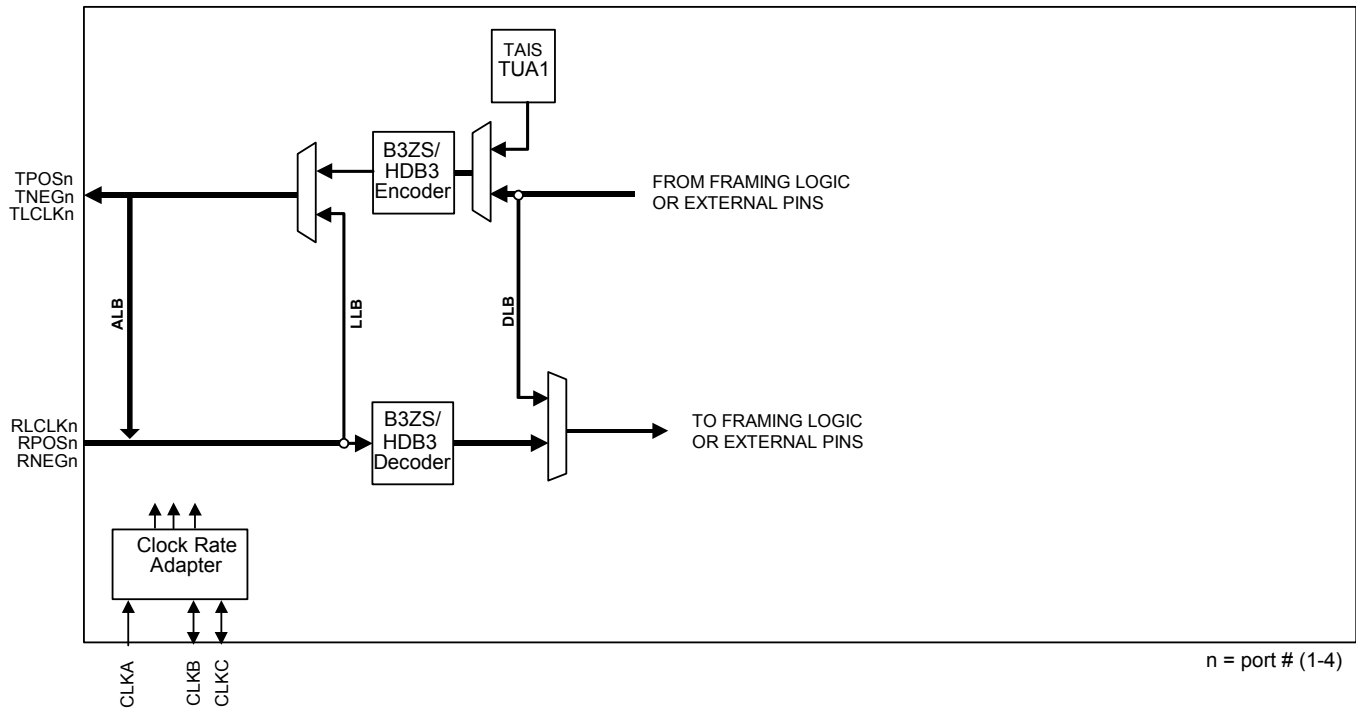 TAIS
TUA1
B3ZS/
HDB3
Encoder
TPOSn
TNEGn
TLCLKn
FROM FRAMING LOGIC
OR EXTERNAL PINS
ALB
LLB
DLB
RLCLKn
RPOSn
RNEGn
B3ZS/
HDB3
Decoder
TO FRAMING LOGIC
OR EXTERNAL PINS
Clock Rate
Adapter
CLKA
CLKB
CLKC
n = port # (1-4)